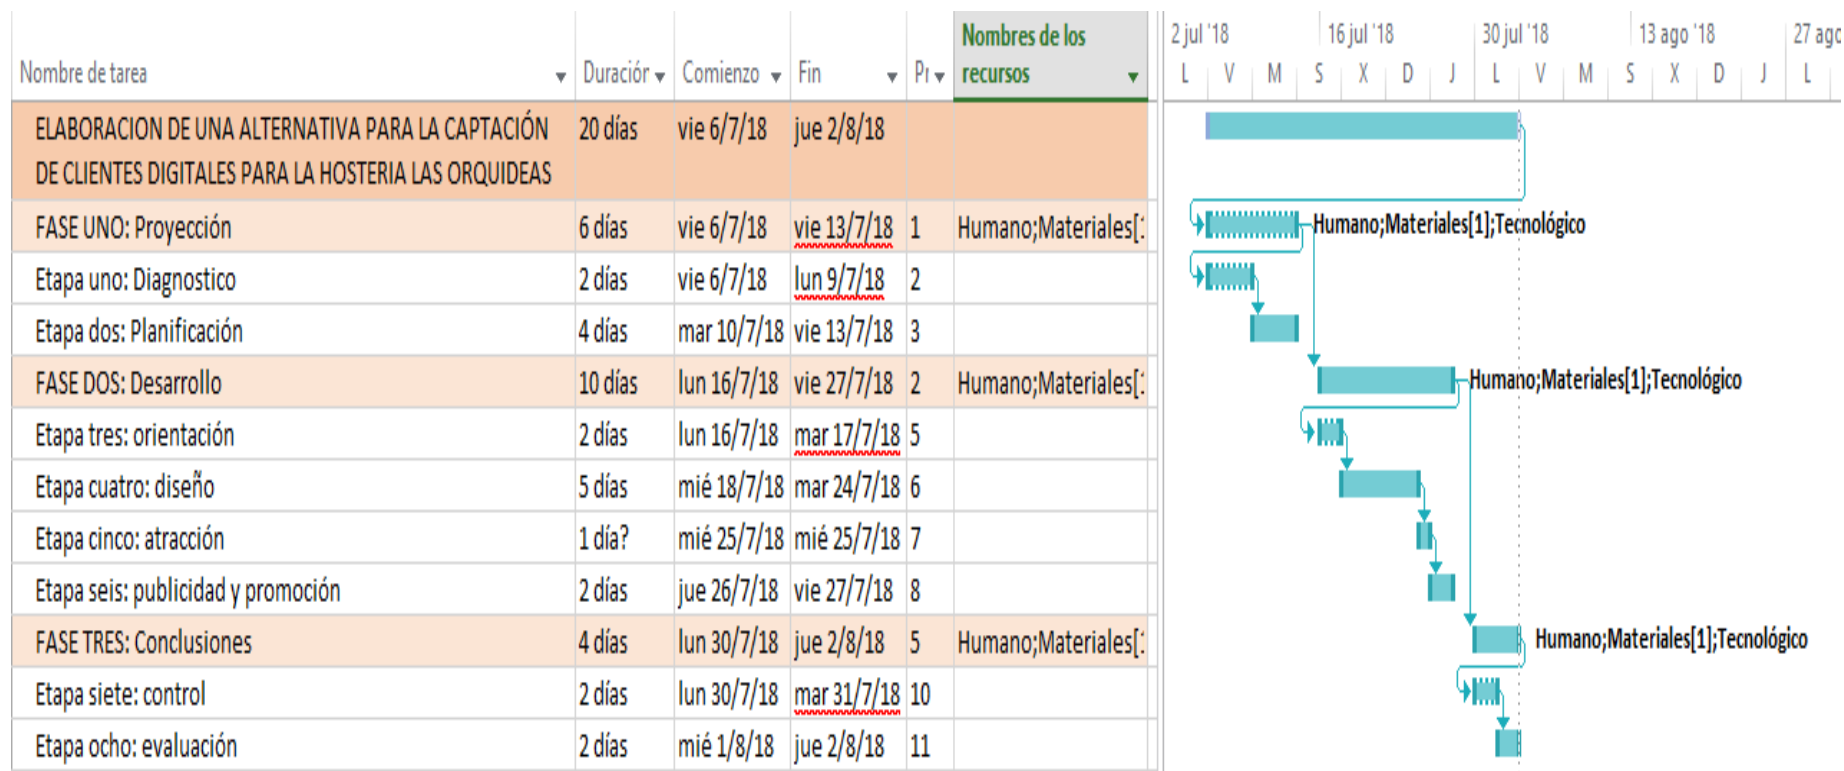 Nombre de tarea Duración Comienzo Fin Pr Nombres de los recursos
2 jul '18 16 jul '18 30 jul '18 13 ago '18 27 ago
L V M S X D J L V M S X D J L
ELABORACION DE UNA ALTERNATIVA PARA LA CAPTACIÓN 20 días vie 6/7/18 jue 2/8/18
DE CLIENTES DIGITALES PARA LA HOSTERIA LAS ORQUIDEAS
FASE UNO: Proyección 6 días vie 6/7/18 vie 13/7/18 1 Humano;Materiales[1 Humano;Materiales[1];Tecnológico
Etapa uno: Diagnostico 2 días vie 6/7/18 lun 9/7/18 2
Etapa dos: Planificación 4 días mar 10/7/18 vie 13/7/18 3
FASE DOS: Desarrollo 10 días lun 16/7/18 vie 27/7/18 2 Humano;Materiales[1 Humano;Materiales[1];Tecnológico
Etapa tres: orientación 2 días lun 16/7/18 mar 17/7/18 5
Etapa cuatro: diseño 5 días mié 18/7/18 mar 24/7/18 6
Etapa cinco: atracción 1 día? mié 25/7/18 mié 25/7/18 7
Etapa seis: publicidad y promoción 2 días jue 26/7/18 vie 27/7/18 8
FASE TRES: Conclusiones 4 días lun 30/7/18 jue 2/8/18 5 Humano;Materiales[1 Humano;Materiales[1];Tecnológico
Etapa siete: control 2 días lun 30/7/18 mar 31/7/18 10
Etapa ocho: evaluación 2 días mié 1/8/18 jue 2/8/18 11